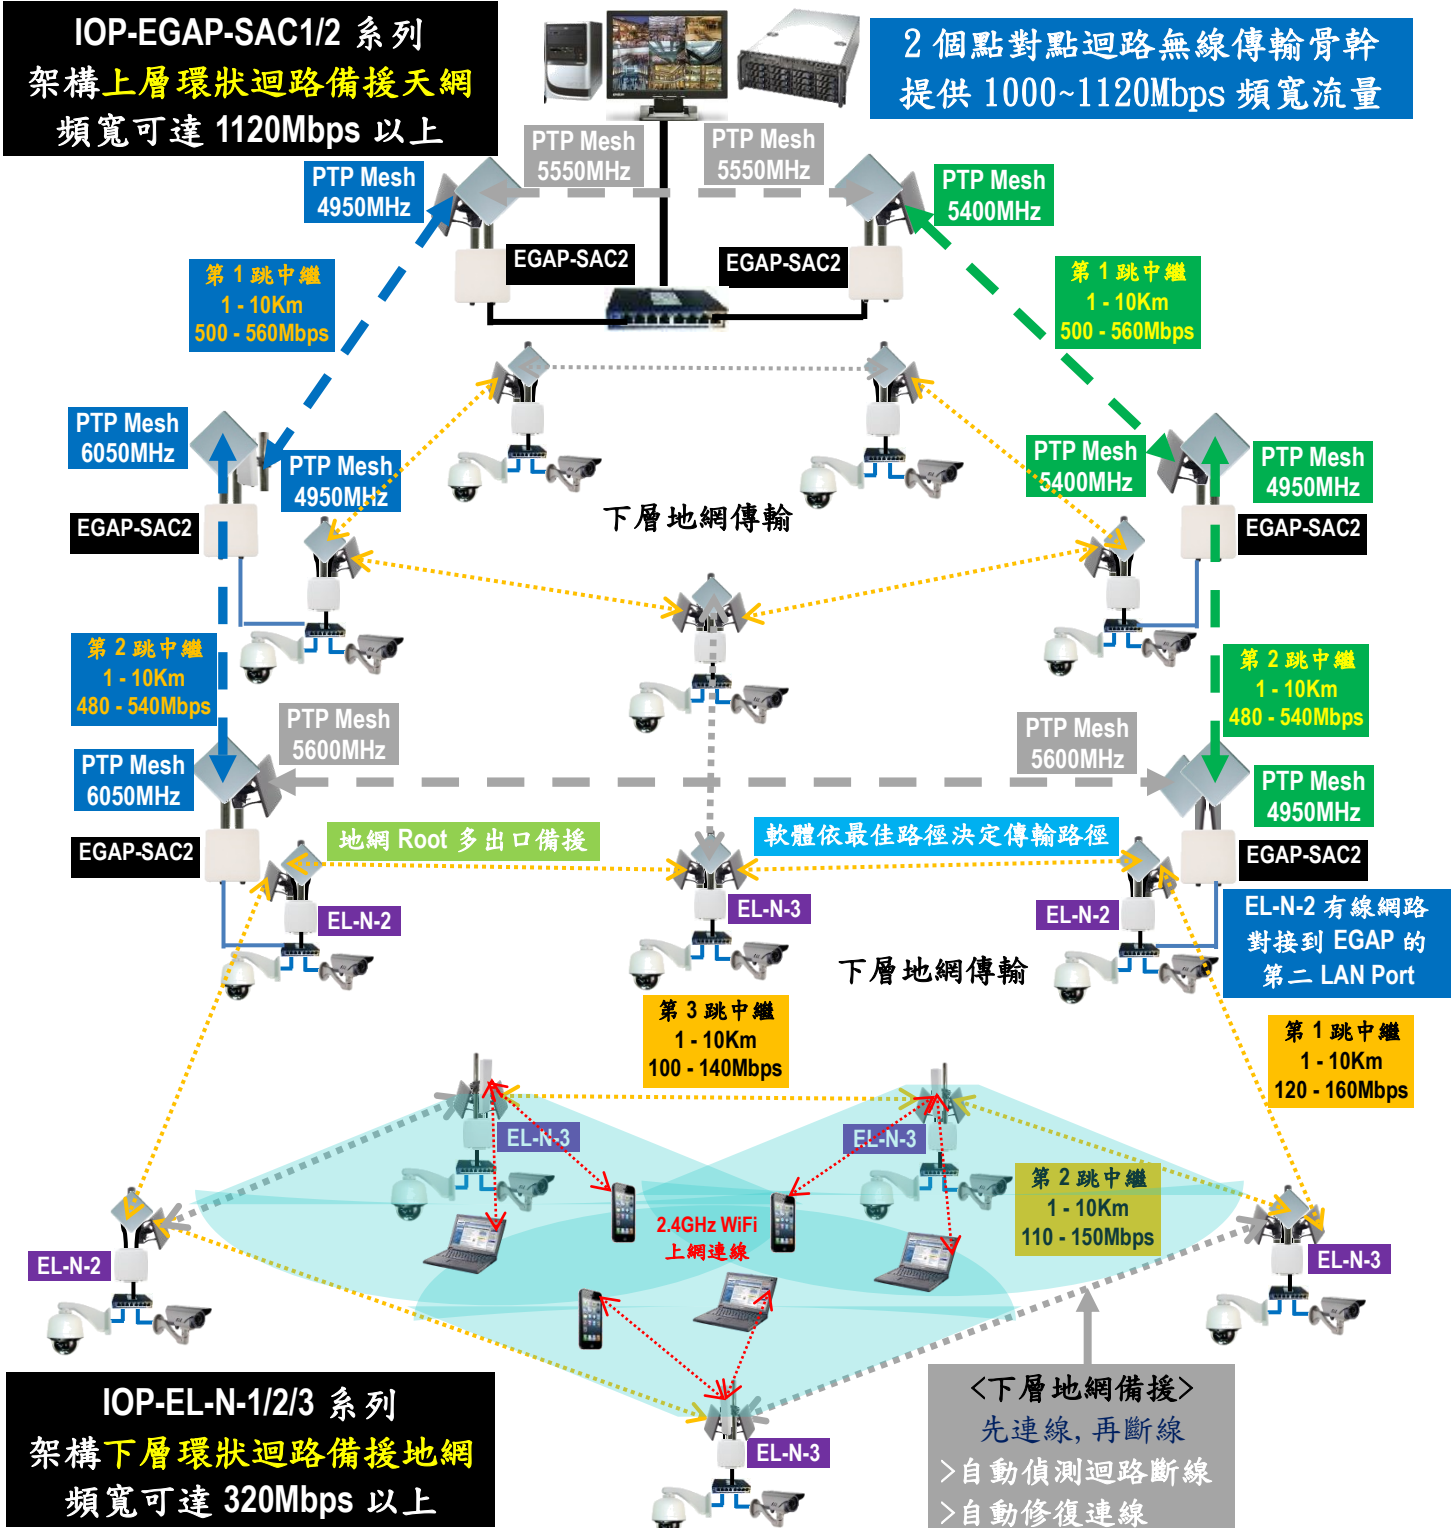 IOP-EGAP-SAC1/2 系列
架構上層環狀迴路備援天網
頻寬可達 1120Mbps 以上
2 個點對點迴路無線傳輸骨幹
提供 1000~1120Mbps 頻寬流量
PTP Mesh
5550MHz
PTP Mesh
5550MHz
PTP Mesh
4950MHz
PTP Mesh
5400MHz
EGAP-SAC2
EGAP-SAC2
第 1 跳中繼
1 - 10Km
500 - 560Mbps
第 1 跳中繼
1 - 10Km
500 - 560Mbps
PTP Mesh
6050MHz
PTP Mesh
4950MHz
PTP Mesh
5400MHz
PTP Mesh
4950MHz
EGAP-SAC2
下層地網傳輸
EGAP-SAC2
第 2 跳中繼
1 - 10Km
480 - 540Mbps
第 2 跳中繼
1 - 10Km
480 - 540Mbps
PTP Mesh
5600MHz
PTP Mesh
5600MHz
PTP Mesh
6050MHz
PTP Mesh
4950MHz
EGAP-SAC2
地網 Root 多出口備援
軟體依最佳路徑決定傳輸路徑
EGAP-SAC2
EL-N-2
EL-N-3
EL-N-2
EL-N-2 有線網路
對接到 EGAP 的
第二 LAN Port
下層地網傳輸
第 3 跳中繼
1 - 10Km
100 - 140Mbps
第 1 跳中繼
1 - 10Km
120 - 160Mbps
EL-N-3
EL-N-3
第 2 跳中繼
1 - 10Km
110 - 150Mbps
2.4GHz WiFi
上網連線
EL-N-2
EL-N-3
IOP-EL-N-1/2/3 系列
架構下層環狀迴路備援地網
頻寬可達 320Mbps 以上
EL-N-3
<下層地網備援>
先連線, 再斷線
>自動偵測迴路斷線
>自動修復連線